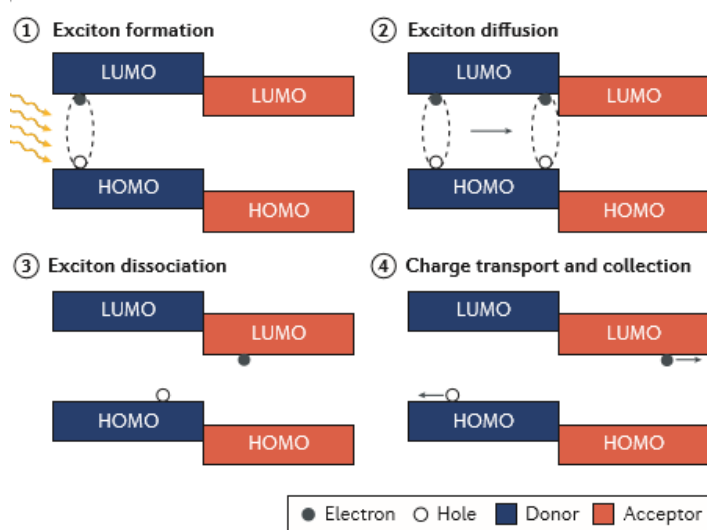 ① Exciton formation
LUMO
LUMO
HOMO
HOMO
② Exciton diffusion
LUMO
LUMO
HOMO
HOMO
③ Exciton dissociation
LUMO
LUMO
HOMO
HOMO
④ Charge transport and collection
LUMO
LUMO
HOMO
HOMO
Electron Hole Donor Acceptor